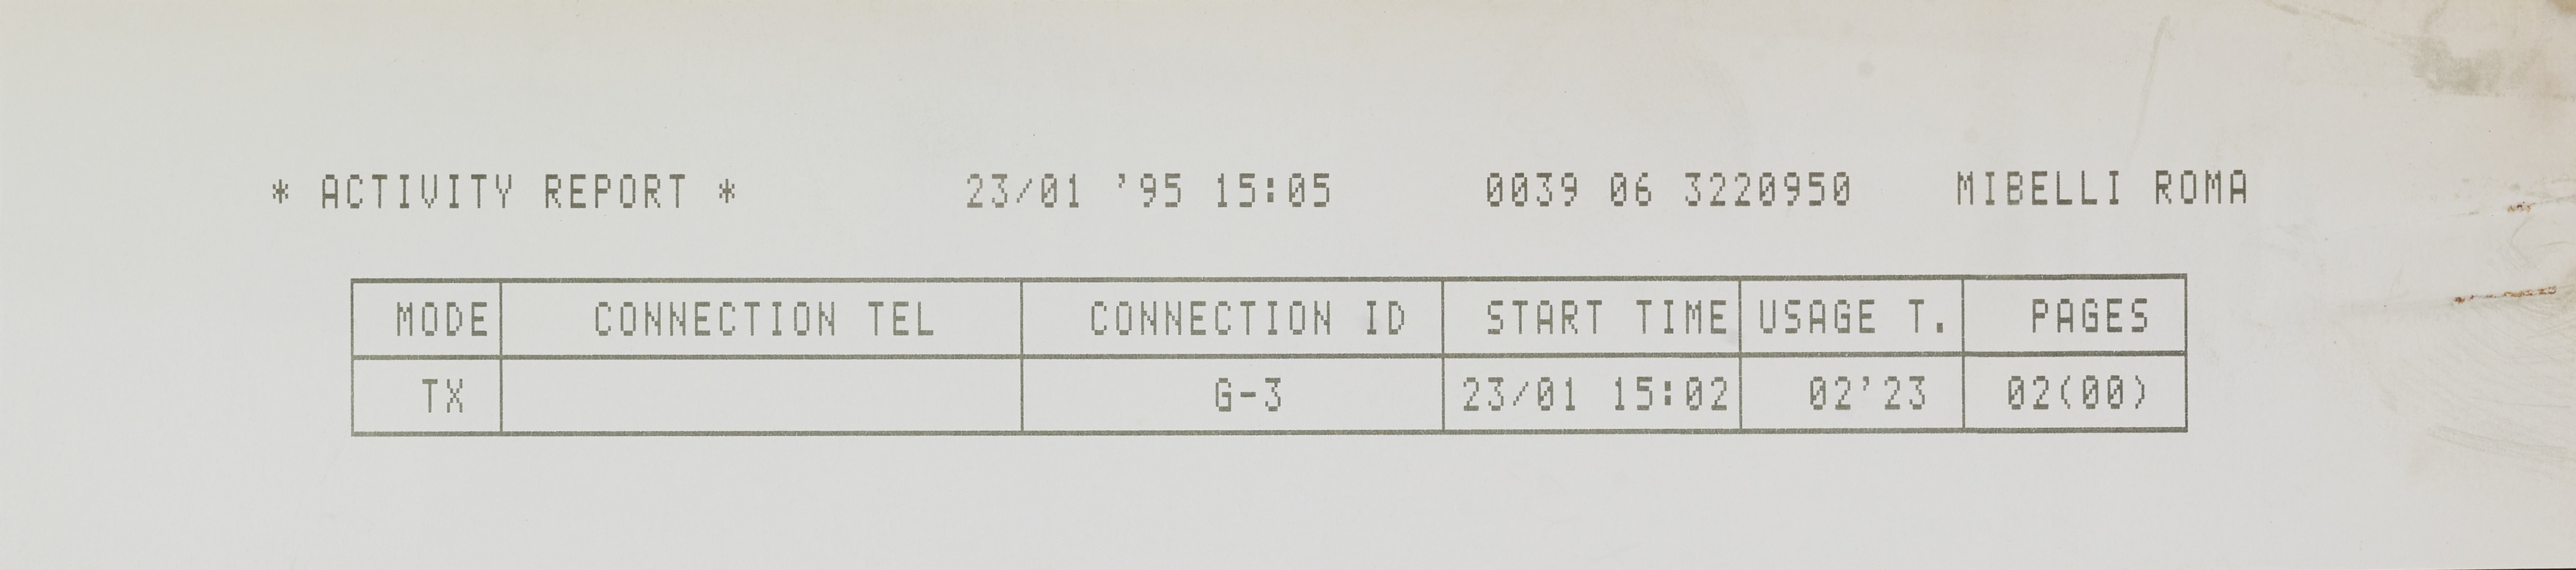 * ACTIVITY REPORT * 23/01 '95 15:05 0039 06 3220950 MIBELLI ROMA
MODE CONNECTION TEL CONNECTION ID START TIME USAGE T. PAGES
TX G-3 23/01 15:02 02'23 02(00)